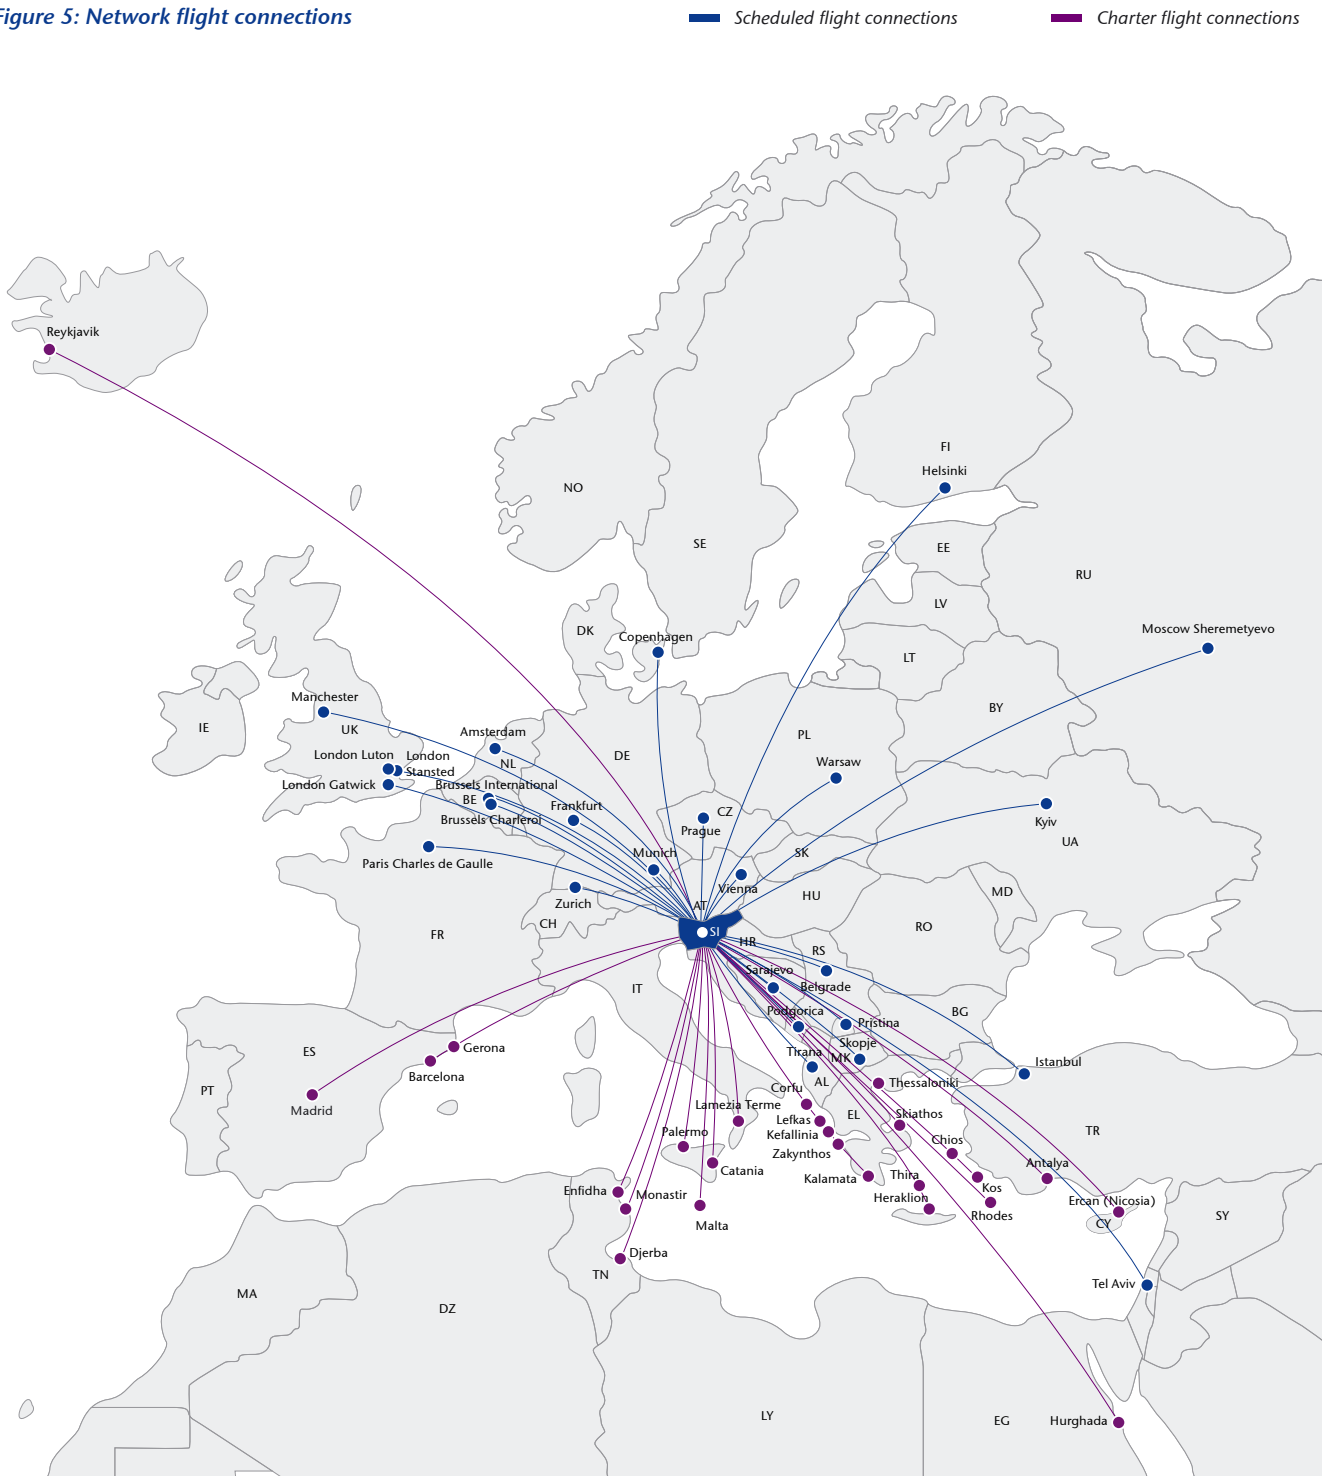 Figure 5: Network flight connections
Scheduled flight connections
Charter flight connections
Reykjavik
FI
Helsinki
NO
SE
EE
RU
LV
DK
Copenhagen
Moscow Sheremetyevo
LT
Manchester
IE
UK
BY
Amsterdam
PL
London Luton
London
Stansted
NL
DE
Warsaw
London Gatwick
Brussels International
BE
Frankfurt
CZ
Brussels Charleroi
Prague
Kyiv
UA
Paris Charles de Gaulle
Munich
SK
Vienna
Zurich
AT
HU
MD
CH
FR
SI
HR
RO
RS
IT
Sarajevo
Belgrade
Podgorica
BG
Pristina
ES
Gerona
Skopje
Tirana
MK
Istanbul
Barcelona
PT
AL
Thessaloniki
Corfu
Madrid
Lamezia Terme
Lefkas
EL
Skiathos
Palermo
Kefallinia
TR
Chios
Zakynthos
Catania
Antalya
Kalamata
Thira
Enfidha
Monastir
Kos
Heraklion
Ercan (Nicosia)
Malta
Rhodes
CY
SY
Djerba
TN
Tel Aviv
MA
DZ
LY
EG
Hurghada